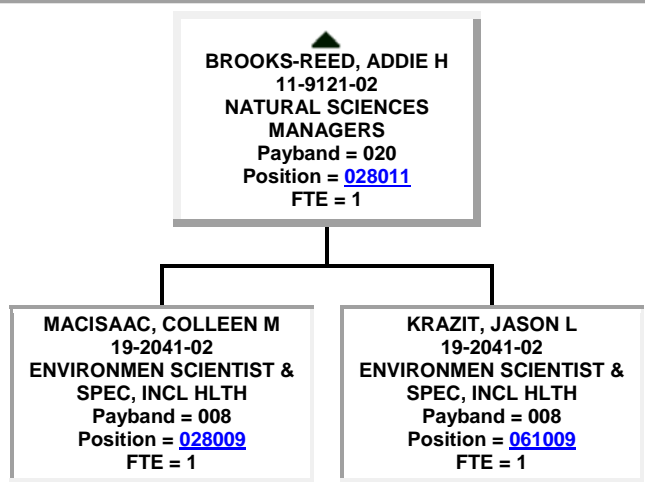 BROOKS-REED, ADDIE H
11-9121-02
NATURAL SCIENCES
MANAGERS
Payband = 020
Position = 028011
FTE = 1
MACISAAC, COLLEEN M
19-2041-02
ENVIRONMEN SCIENTIST &
SPEC, INCL HLTH
Payband = 008
Position = 028009
FTE = 1
KRAZIT, JASON L
19-2041-02
ENVIRONMEN SCIENTIST &
SPEC, INCL HLTH
Payband = 008
Position = 061009
FTE = 1